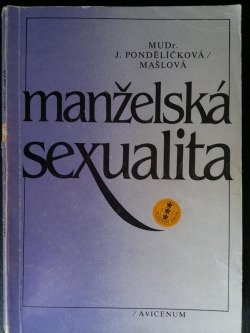 MUDr.
J. PONDĚLÍČKOVÁ/
MAŠLOVÁ
manželská
sexualita
/AVICENUM